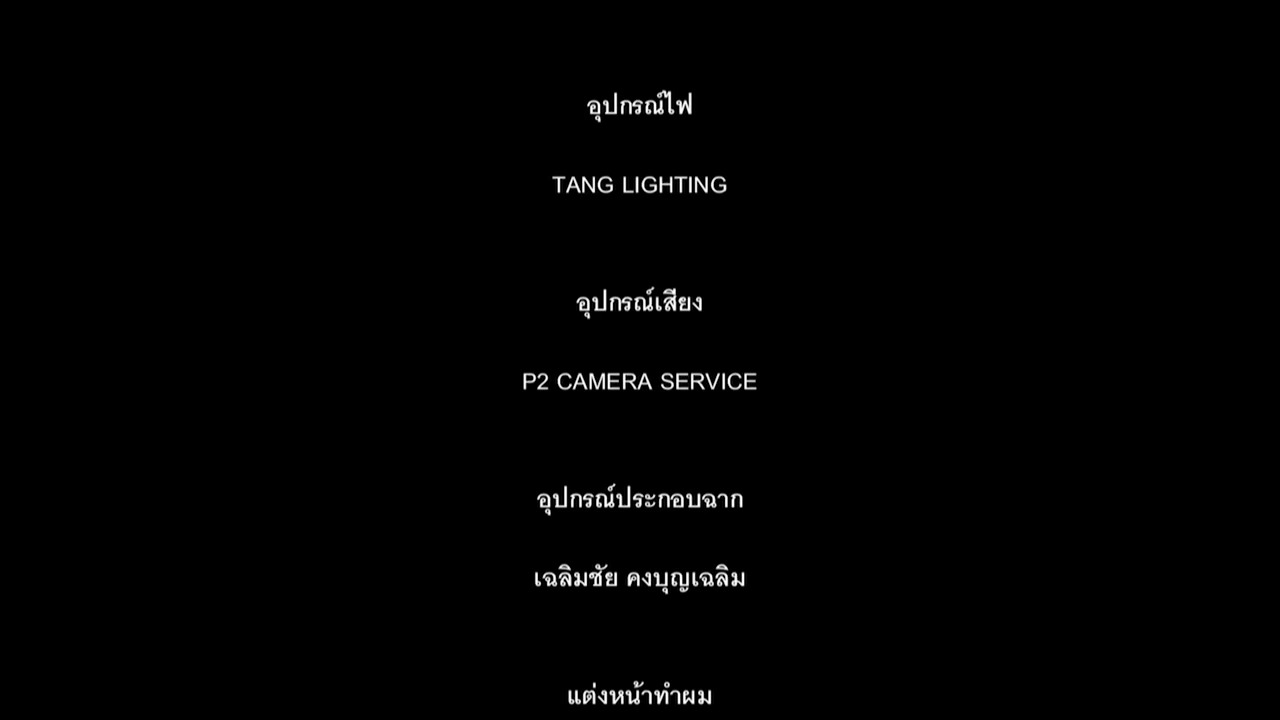 อุปกรณ์ไฟ
TANG LIGHTING
อุปกรณ์เสียง
P2 CAMERA SERVICE
อุปกรณ์ประกอบฉาก
เฉลิมชัย คงบุญเฉลิม
แต่งหน้าทำผม